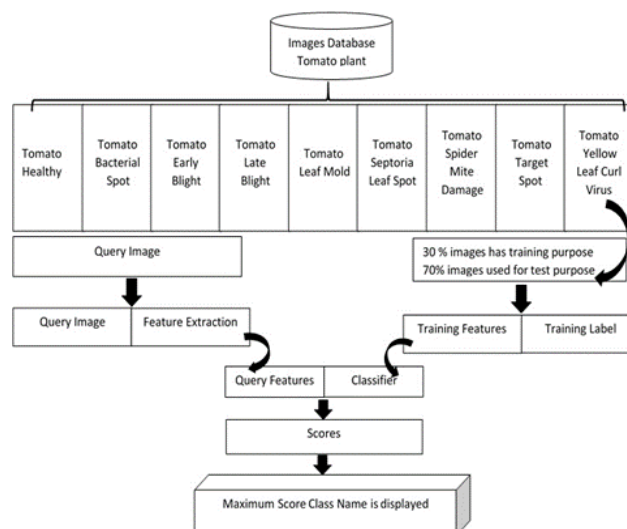 Images Database
Tomato plant
Tomato
Healthy
Tomato
Bacterial
Spot
Tomato
Early
Blight
Tomato
Late
Blight
Tomato
Leaf Mold
Tomato
Septoria
Leaf Spot
Tomato
Spider
Mite
Damage
Tomato
Target
Spot
Tomato
Yellow
Leaf Curl
Virus
Query Image
30 % images has training purpose
70% images used for test purpose
Query Image
Feature Extraction
Training Features
Training Label
Query Features
Classifier
Scores
Maximum Score Class Name is displayed